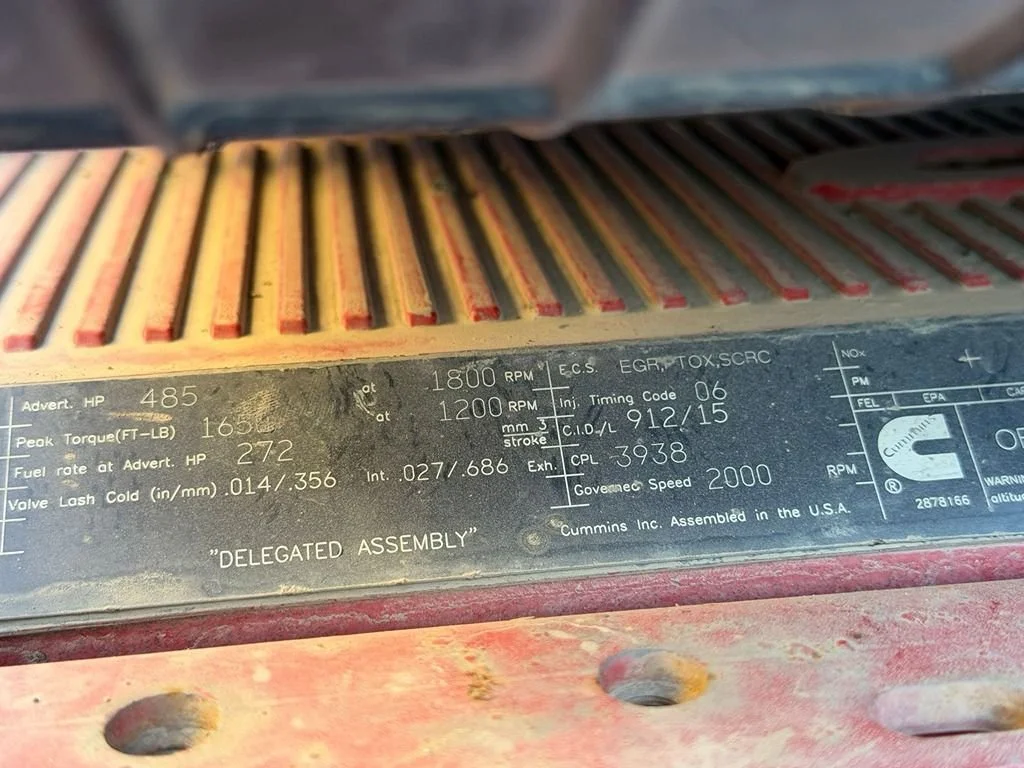 Advert. HP 485 at 1800 RPM
Peak Torque(FT-LB) 1650 at 1200 RPM
Fuel rate at Advert. HP 272 mm 3 stroke
Valve Lash Cold (in/mm) .014/.356 Int. .027/.686 Exh.
"DELEGATED ASSEMBLY"
E.C.S. EGR,PTOX,SCRC
Inj. Timing Code 06
C.I.D./L 912/15
CPL 3938
Governed Speed 2000 RPM
Cummins Inc. Assembled in the U.S.A.
NOx
PM
FEL EPA
Cummins
®
2878166